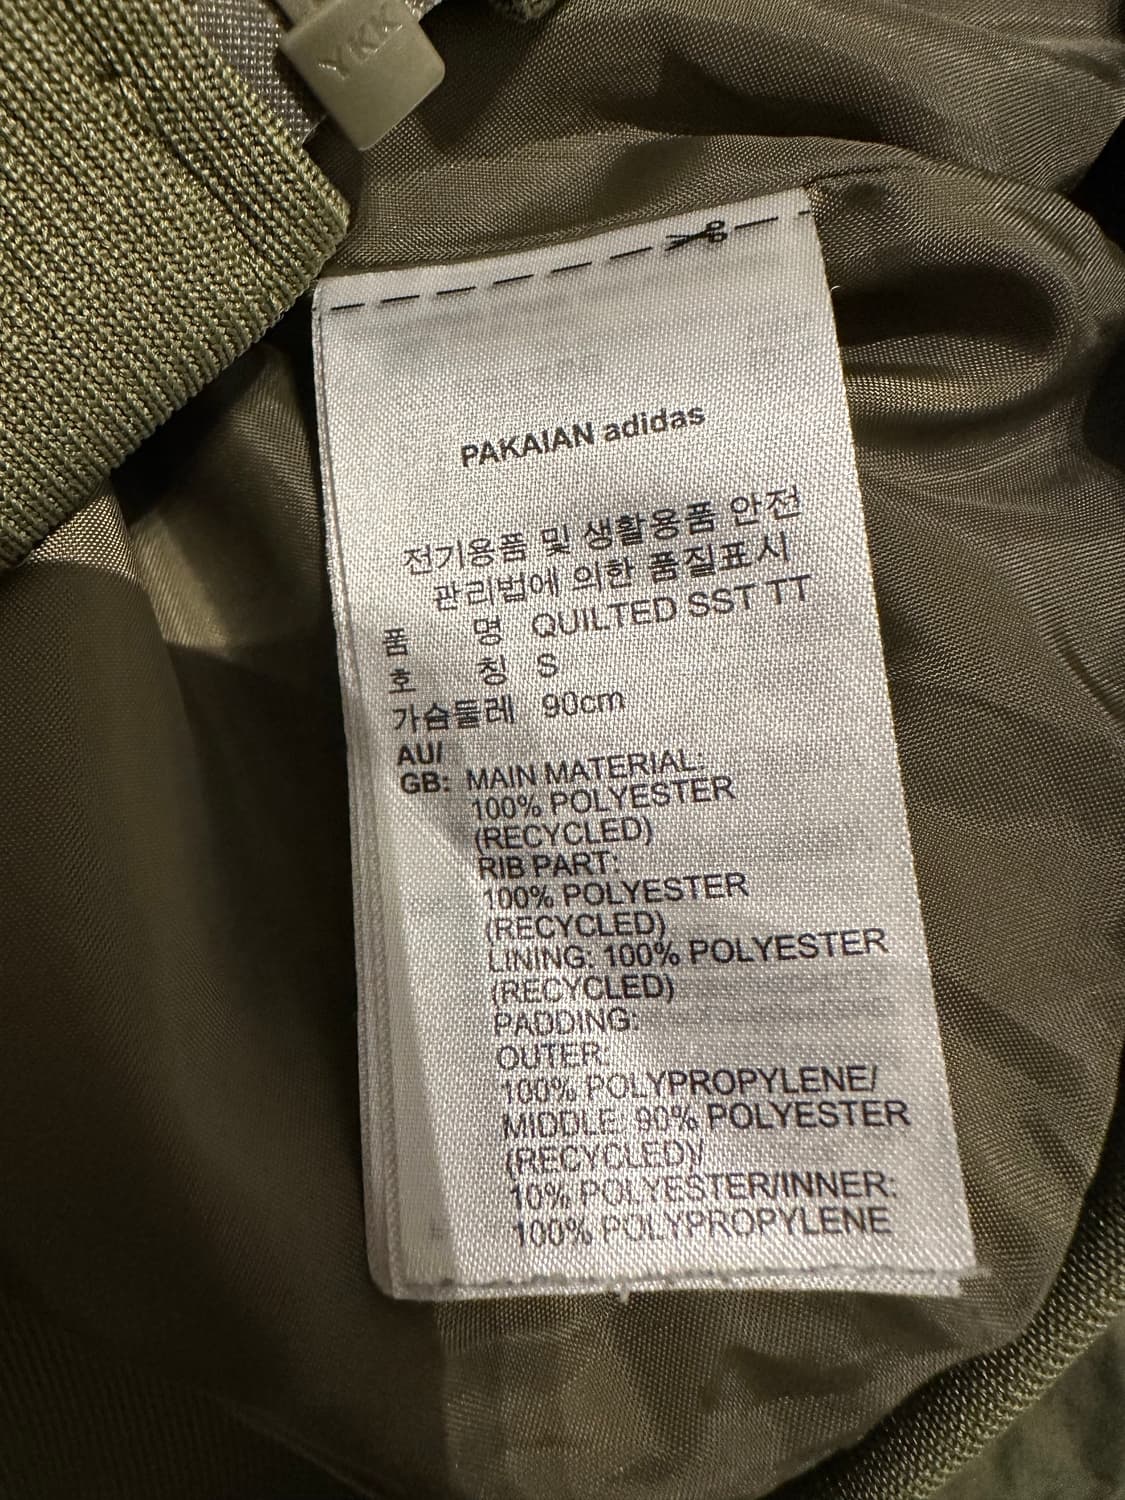 YKK
PAKAIAN adidas
전기용품 및 생활용품 안전
관리법에 의한 품질표시
품 명 QUILTED SST TT
호 칭 S
가슴둘레 90cm
AU/
GB: MAIN MATERIAL:
100% POLYESTER
(RECYCLED)
RIB PART:
100% POLYESTER
(RECYCLED)
LINING: 100% POLYESTER
(RECYCLED)
PADDING:
OUTER:
100% POLYPROPYLENE/
MIDDLE: 90% POLYESTER
(RECYCLED)/
10% POLYESTER/INNER:
100% POLYPROPYLENE